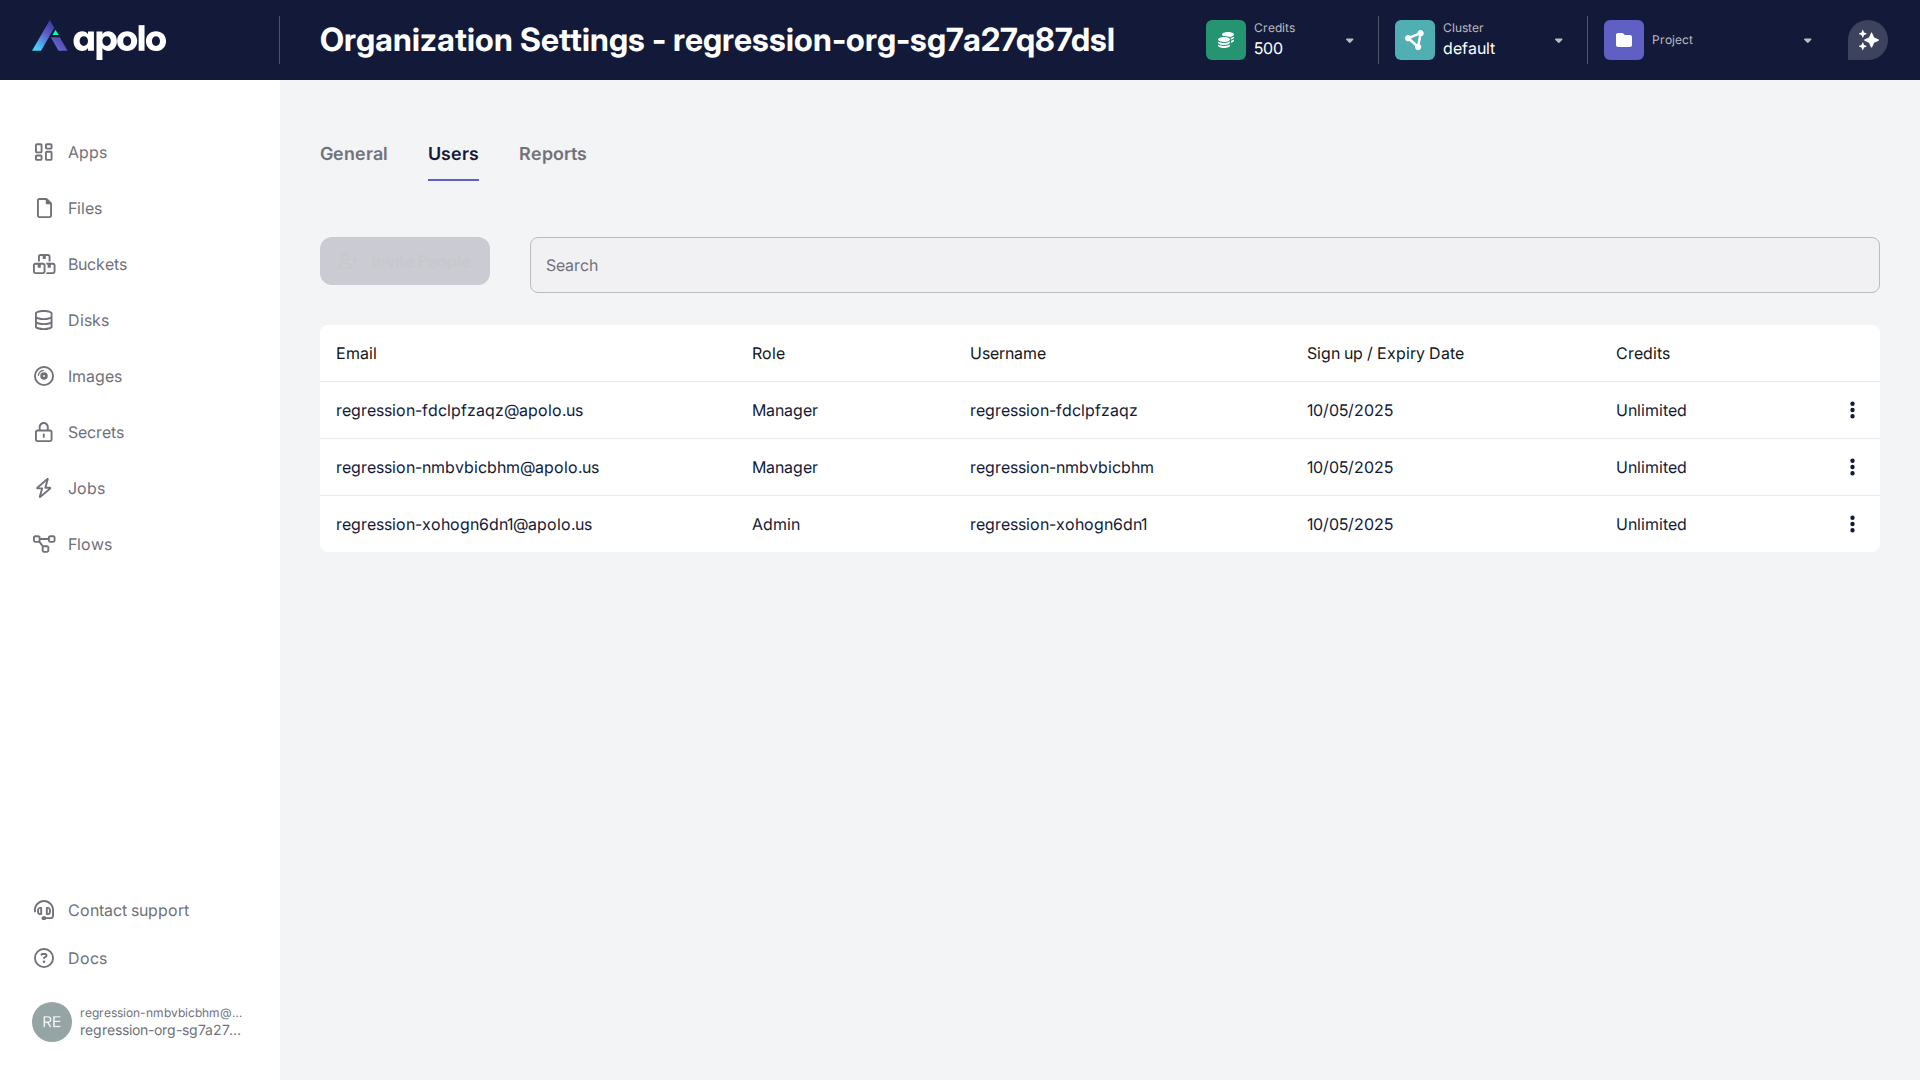 apolo
Organization Settings - regression-org-sg7a27q87dsl
Credits
500
Cluster
default
Project
Apps
Files
Buckets
Disks
Images
Secrets
Jobs
Flows
Contact support
Docs
RE
regression-nmbvbicbhm@...
regression-org-sg7a27...
General Users Reports
Invite People
Search
Email Role Username Sign up / Expiry Date Credits
regression-fdclpfzaqz@apolo.us Manager regression-fdclpfzaqz 10/05/2025 Unlimited
regression-nmbvbicbhm@apolo.us Manager regression-nmbvbicbhm 10/05/2025 Unlimited
regression-xohogn6dn1@apolo.us Admin regression-xohogn6dn1 10/05/2025 Unlimited